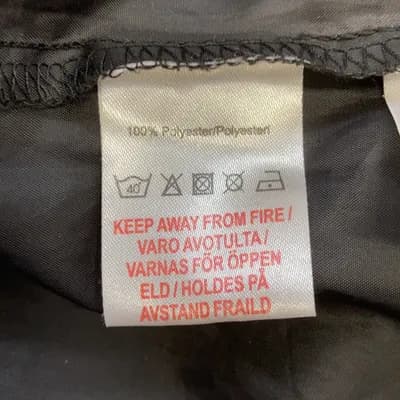 100% Polyester/Polyesteri
40
KEEP AWAY FROM FIRE /
VARO AVOTULTA /
VARNAS FÖR ÖPPEN
ELD / HOLDES PÅ
AVSTAND FRAILD